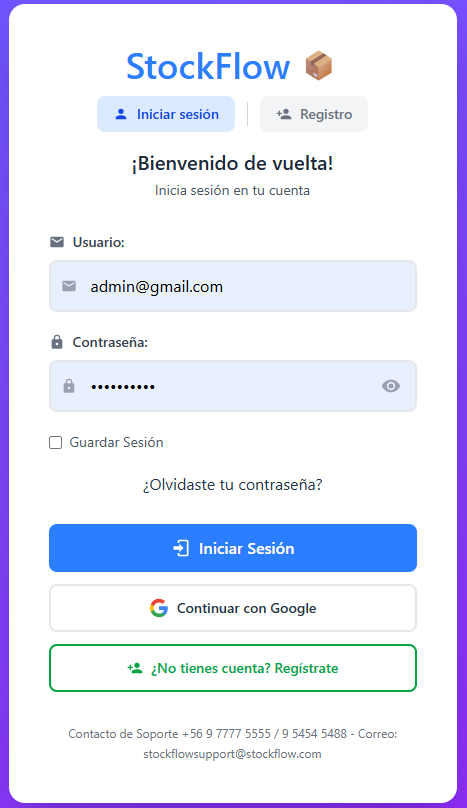 StockFlow
Iniciar sesión
Registro
¡Bienvenido de vuelta!
Inicia sesión en tu cuenta
Usuario:
admin@gmail.com
Contraseña:
••••••••••
Guardar Sesión
¿Olvidaste tu contraseña?
Iniciar Sesión
Continuar con Google
¿No tienes cuenta? Regístrate
Contacto de Soporte +56 9 7777 5555 / 9 5454 5488 - Correo:
stockflowsupport@stockflow.com